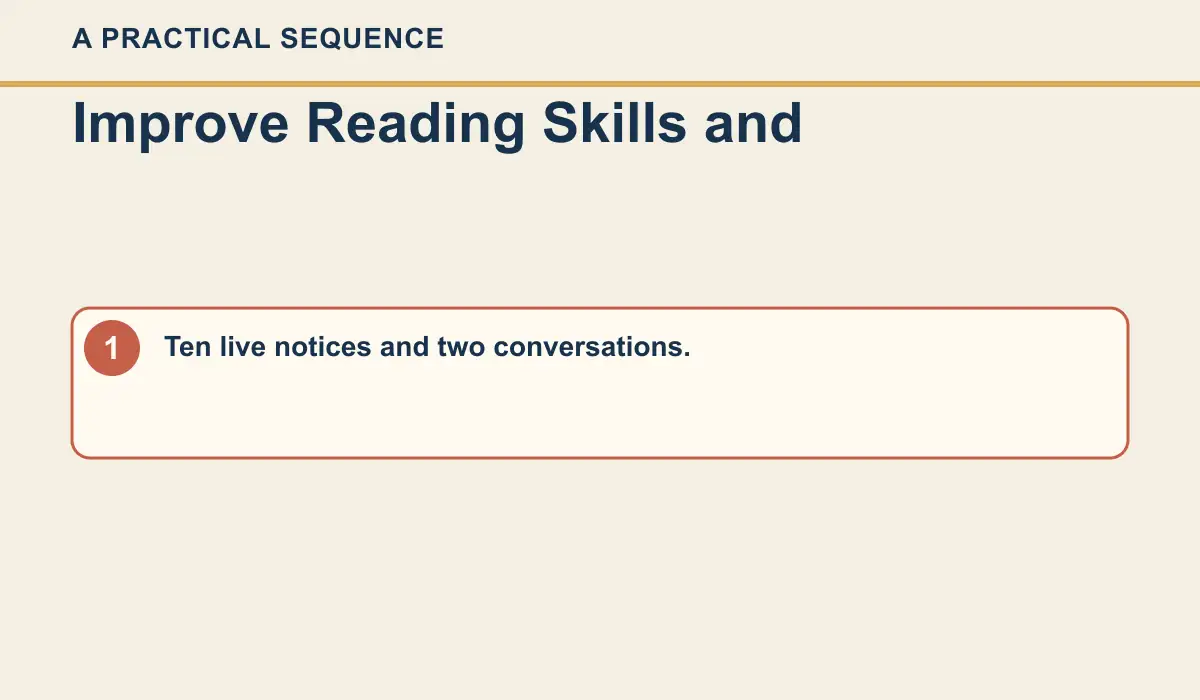 A PRACTICAL SEQUENCE
Improve Reading Skills and
1
Ten live notices and two conversations.